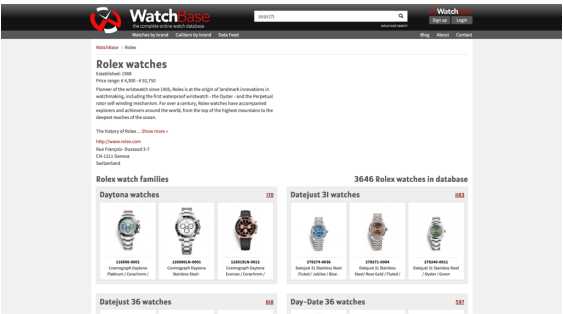 WatchBase
the complete online watch database
search
advanced search
Watch
Sign up Login
Watches by brand Calibers by brand Data Feed
Blog About Contact
WatchBase › Rolex
Rolex watches
Established: 1908
Price-range: € 4,300 - € 50,750
Pioneer of the wristwatch since 1905, Rolex is at the origin of landmark innovations in
watchmaking, including the first waterproof wristwatch - the Oyster - and the Perpetual
rotor self-winding mechanism. For over a century, Rolex watches have accompanied
explorers and achievers around the world, from the top of the highest mountains to the
deepest reaches of the ocean.
The history of Rolex ... Show more »
http://www.rolex.com
Rue François-Dussaud 3-7
CH-1211 Geneva
Switzerland
Rolex watch families
3646 Rolex watches in database
Daytona watches
Datejust 31 watches
116506-0001
Cosmograph Daytona
Platinum / Cerachrom /
116500LN-0001
Cosmograph Daytona
Stainless Steel -
116515LN-0012
Cosmograph Daytona
Everose / Cerachrom /
278274-0036
Datejust 31 Stainless Steel
/ Fluted / Jubilee / Blue -
278271-0004
Datejust 31 Stainless
Steel / Rose Gold / Fluted /
278240-0011
Datejust 31 Stainless Steel
/ Oyster / Green
Datejust 36 watches
Day-Date 36 watches